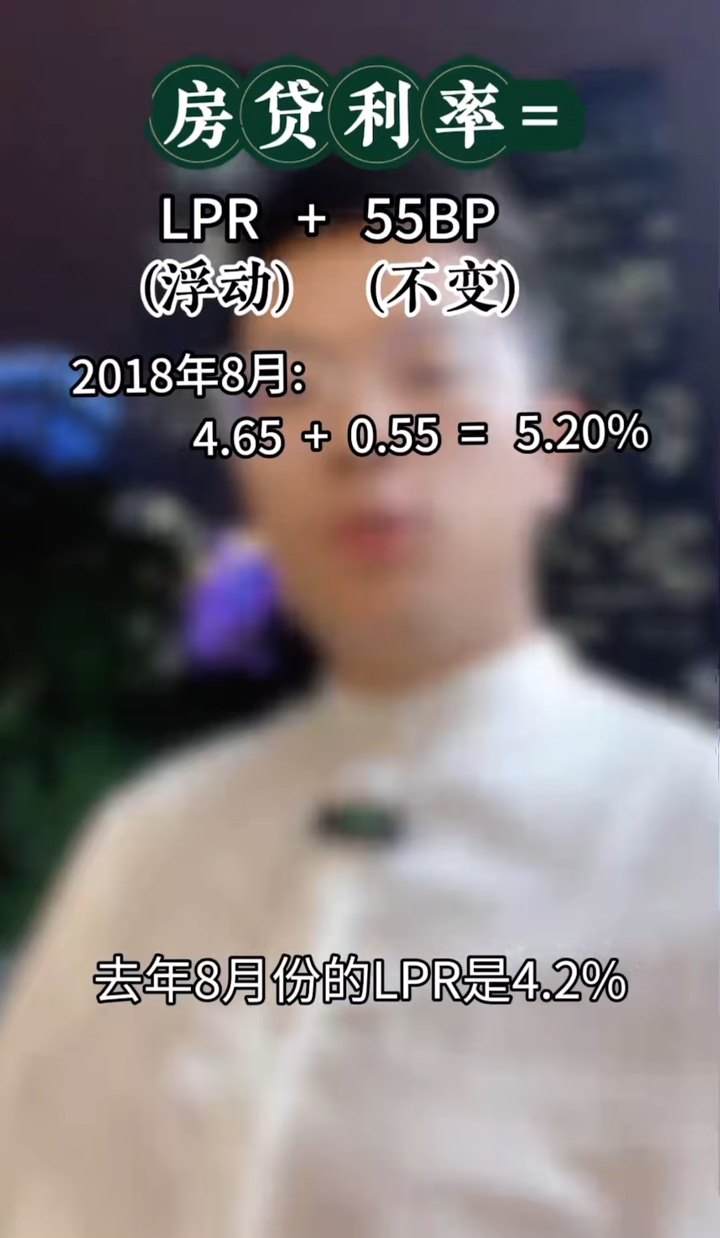 房贷利率=
LPR + 55BP
(浮动) (不变)
2018年8月:
4.65 + 0.55 = 5.20%
去年8月份的LPR是4.2%